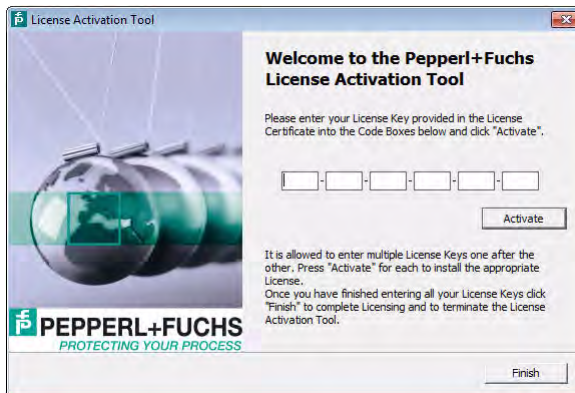 License Activation Tool
Welcome to the Pepperl+Fuchs
License Activation Tool
Please enter your License Key provided in the License
Certificate into the Code Boxes below and click "Activate".
- - - - -
Activate
It is allowed to enter multiple License Keys one after the
other. Press "Activate" for each to install the appropriate
License.
Once you have finished entering all your License Keys click
"Finish" to complete Licensing and to terminate the License
Activation Tool.
PEPPERL+FUCHS
PROTECTING YOUR PROCESS
Finish